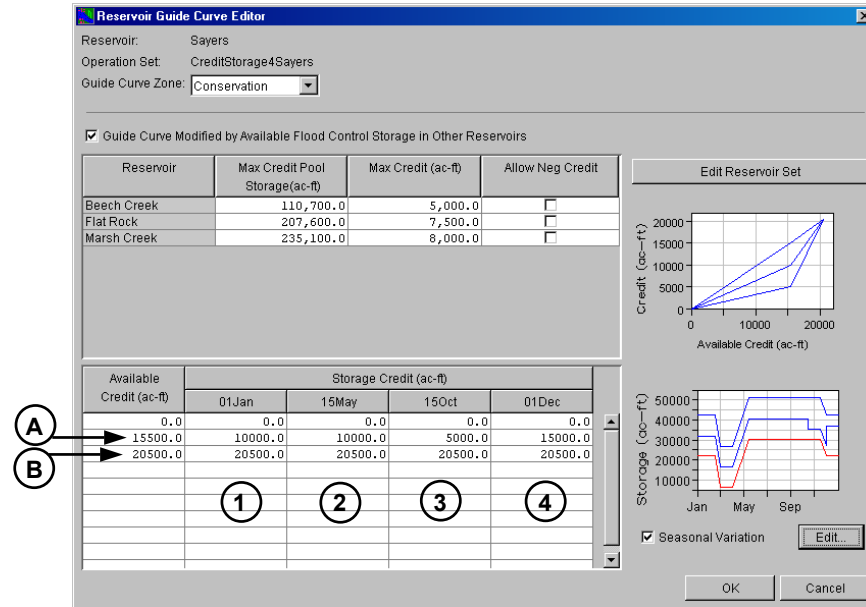 Reservoir Guide Curve Editor
Reservoir: Sayers
Operation Set: CreditStorage4Sayers
Guide Curve Zone: Conservation
Guide Curve Modified by Available Flood Control Storage in Other Reservoirs
Reservoir Max Credit Pool Storage(ac-ft) Max Credit (ac-ft) Allow Neg Credit
Beech Creek 110,700.0 5,000.0
Flat Rock 207,600.0 7,500.0
Marsh Creek 235,100.0 8,000.0
Edit Reservoir Set
Credit (ac-ft)
20000
15000
10000
5000
0
0 10000 20000
Available Credit (ac-ft)
Available Credit (ac-ft) Storage Credit (ac-ft)
01Jan 15May 15Oct 01Dec
0.0 0.0 0.0 0.0 0.0
A 15500.0 10000.0 10000.0 5000.0 15000.0
B 20500.0 20500.0 20500.0 20500.0 20500.0
1 2 3 4
Storage (ac-ft)
50000
40000
30000
20000
10000
Jan May Sep
Seasonal Variation Edit...
OK Cancel